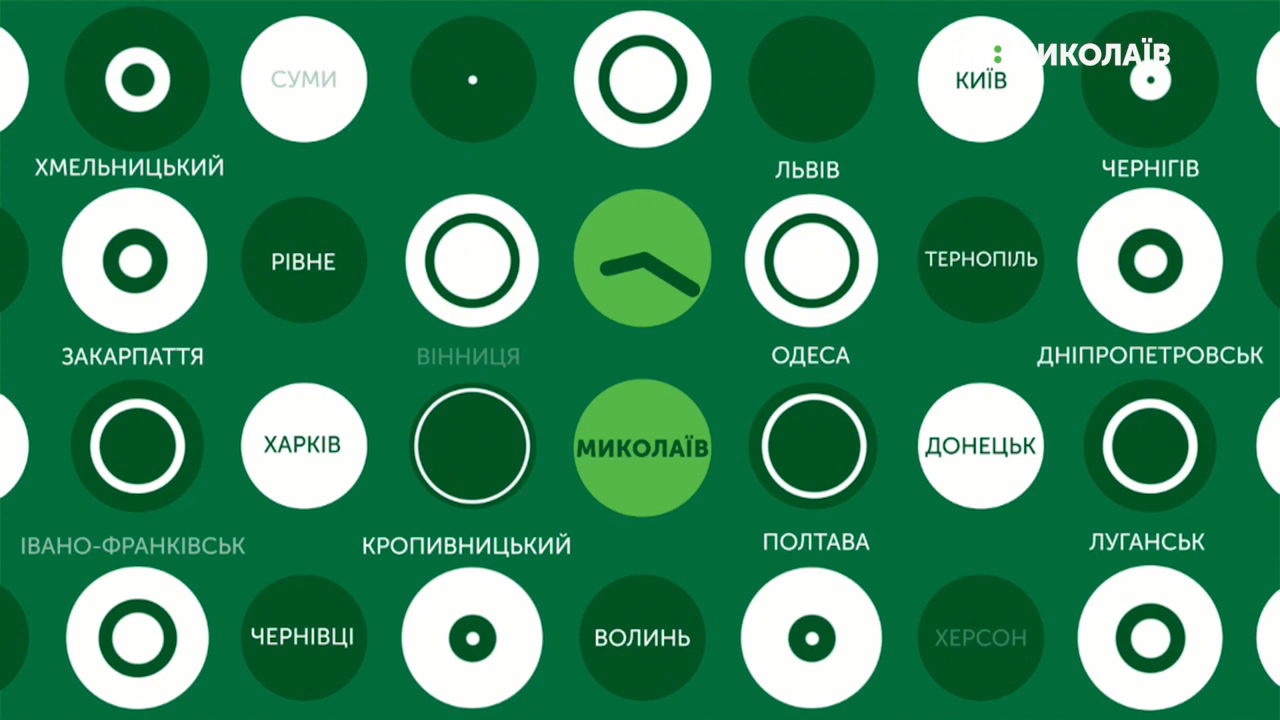 :МИКОЛАЇВ
СУМИ
КИЇВ
ХМЕЛЬНИЦЬКИЙ
ЛЬВІВ
ЧЕРНІГІВ
РІВНЕ
ТЕРНОПІЛЬ
ЗАКАРПАТТЯ
ВІННИЦЯ
ОДЕСА
ДНІПРОПЕТРОВСЬК
ХАРКІВ
МИКОЛАЇВ
ДОНЕЦЬК
ІВАНО-ФРАНКІВСЬК
КРОПИВНИЦЬКИЙ
ПОЛТАВА
ЛУГАНСЬК
ЧЕРНІВЦІ
ВОЛИНЬ
ХЕРСОН